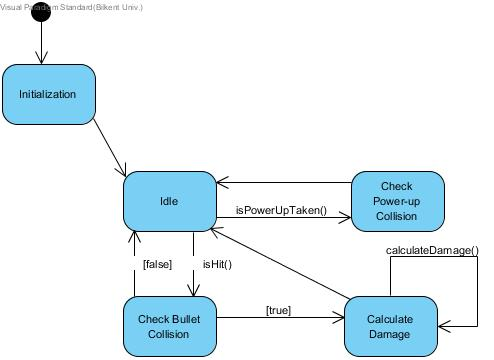 Visual Paradigm Standard(Bilkent Univ.)
Initialization
Idle
Check
Power-up
Collision
isPowerUpTaken()
calculateDamage()
[false]
isHit()
Check Bullet
Collision
[true]
Calculate
Damage